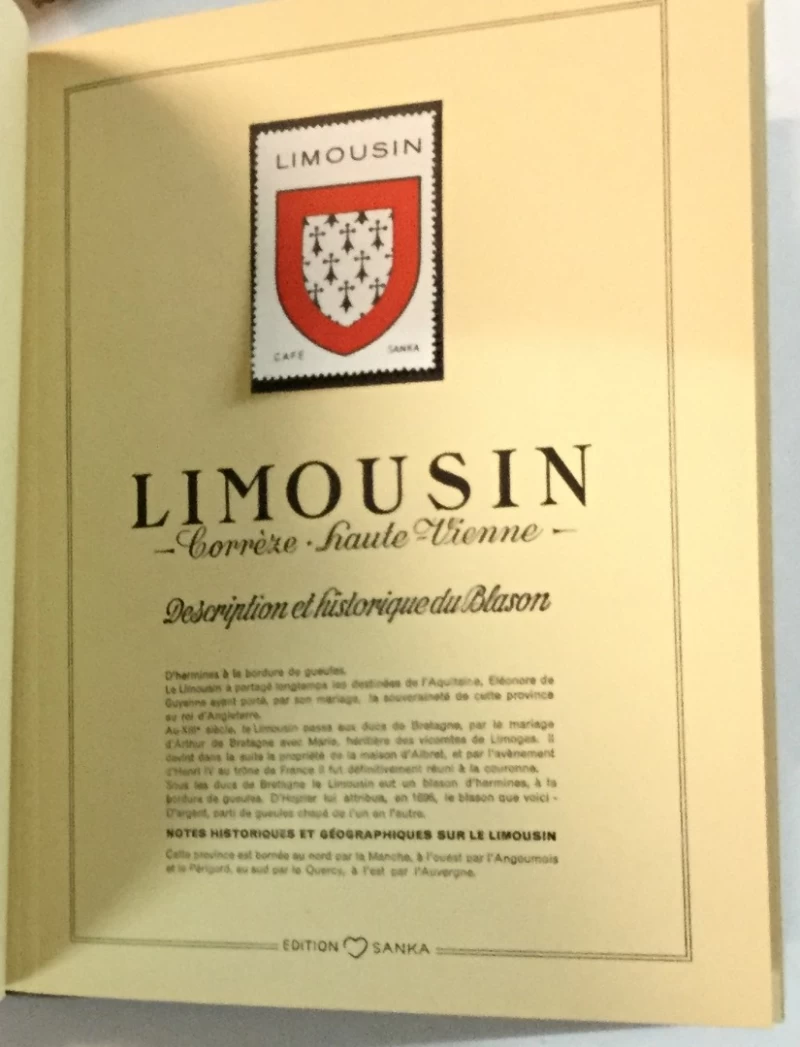 LIMOUSIN
CAFÉ SANKA
LIMOUSIN
– Corrèze · Haute Vienne –
Description et historique du Blason
D'hermines à la bordure de gueules.
Le Limousin a partagé longtemps les destinées de l'Aquitaine, Eléonore de
Guyenne ayant porté, par son mariage, la souveraineté de cette province
au roi d'Angleterre.
Au XIIIᵉ siècle, le Limousin passa aux ducs de Bretagne, par le mariage
d'Arthur de Bretagne avec Marie, héritière des vicomtes de Limoges. Il
devint dans la suite la propriété de la maison d'Albret, et par l'avènement
d'Henri IV au trône de France il fut définitivement réuni à la couronne.
Sous les ducs de Bretagne le Limousin eut un blason d'hermines, à la
bordure de gueules. D'Hozier lui attribua, en 1696, le blason que voici -
D'argent, parti de gueules chapé de l'un en l'autre.
NOTES HISTORIQUES ET GÉOGRAPHIQUES SUR LE LIMOUSIN
Cette province est bornée au nord par la Manche, à l'ouest par l'Angoumois
et le Périgord, au sud par le Quercy, à l'est par l'Auvergne.
EDITION SANKA